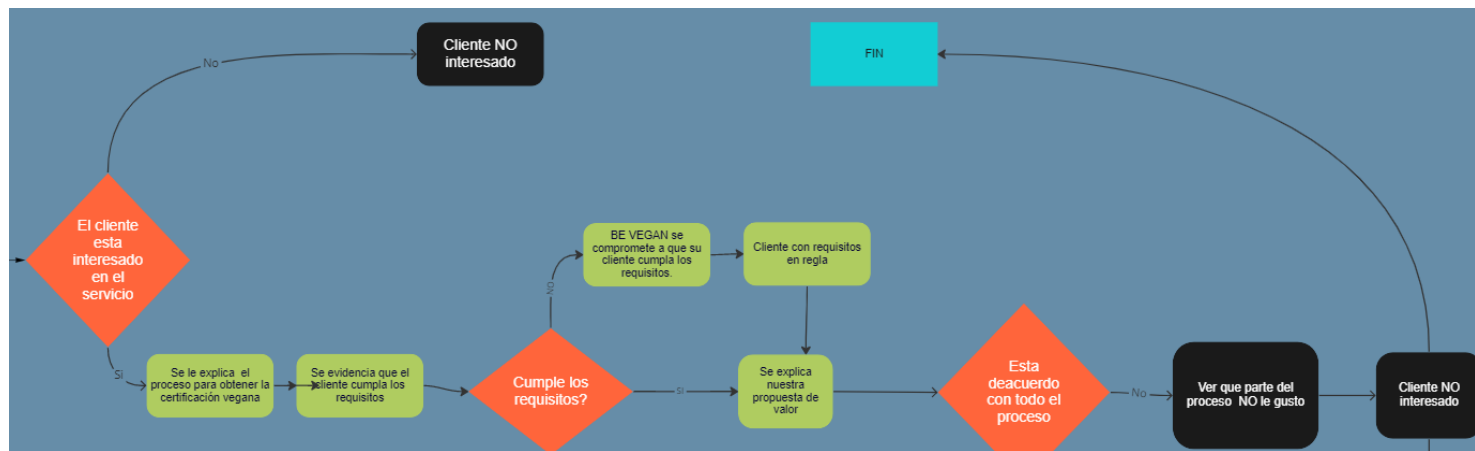 Cliente NO
interesado
FIN
No
El cliente
esta
interesado
en el
servicio
Si
Se le explica el
proceso para obtener la
certificación vegana
Se evidencia que el
cliente cumpla los
requisitos
Cumple los
requisitos?
NO
BE VEGAN se
compromete a que su
cliente cumpla los
requisitos.
Cliente con requisitos
en regla
SI
Se explica
nuestra
propuesta de
valor
Esta
deacuerdo
con todo el
proceso
No
Ver que parte del
proceso NO le gusto
Cliente NO
interesado